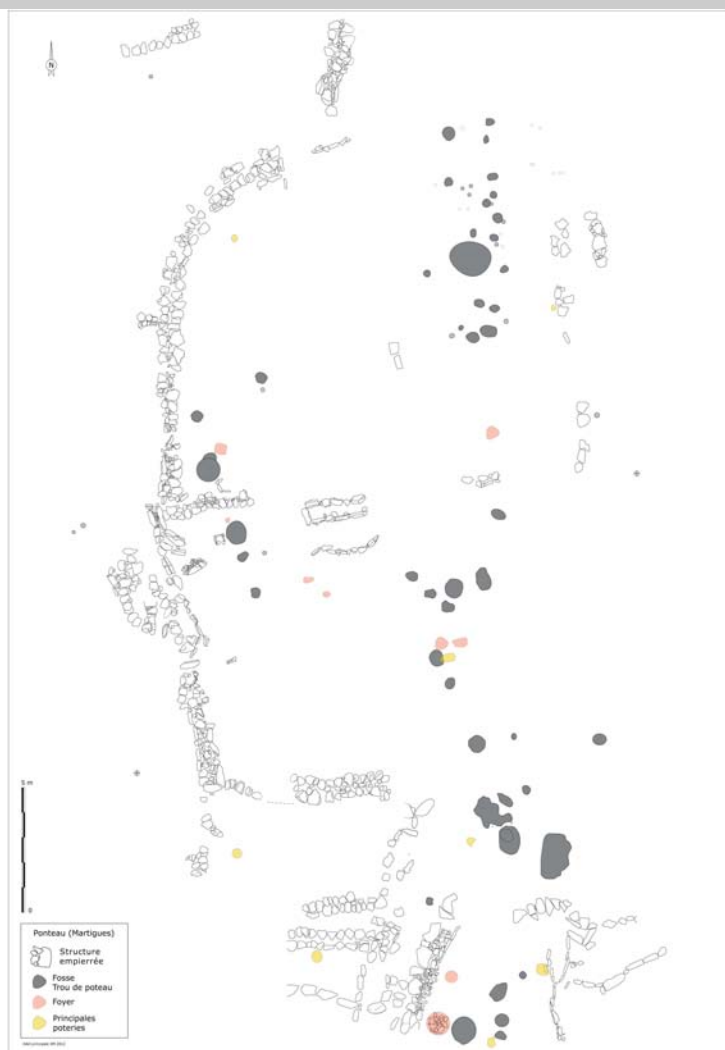 N
5 m
0
Ponteau (Martigues)
Structure
empierrée
Fosse
Trou de poteau
Foyer
Principales
poteries